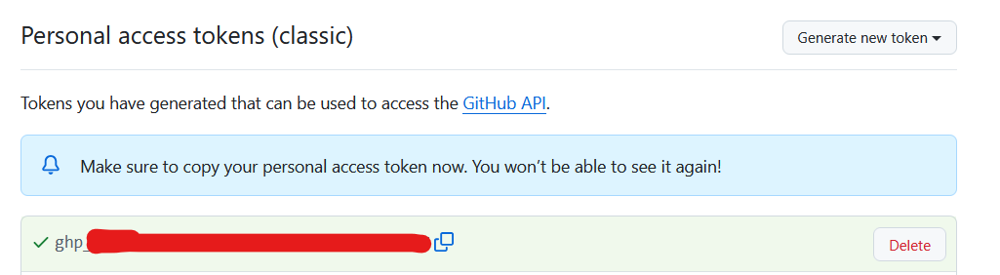 Personal access tokens (classic)
Generate new token
Tokens you have generated that can be used to access the GitHub API.
Make sure to copy your personal access token now. You won’t be able to see it again!
ghp_
Delete